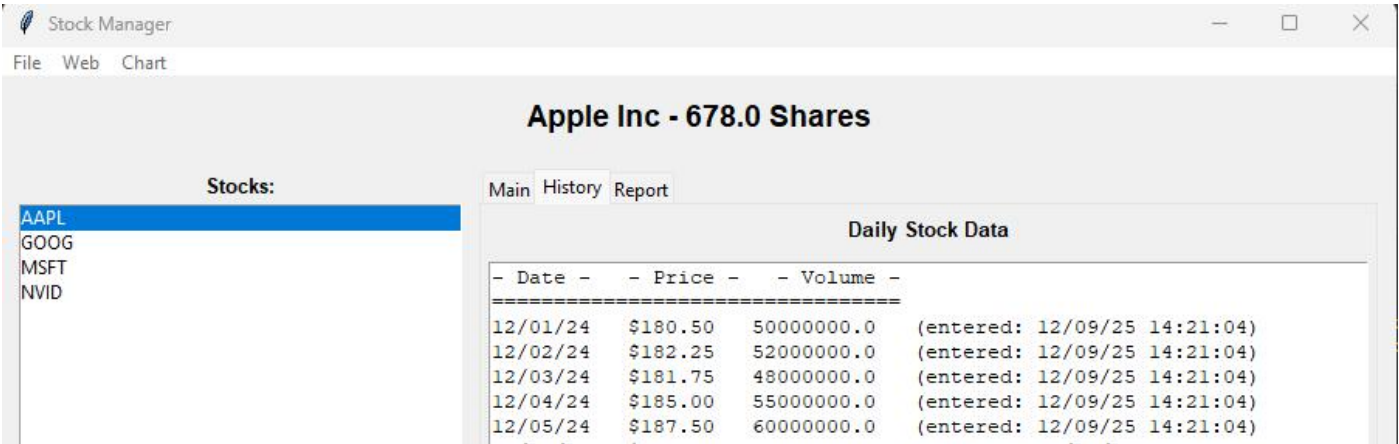 Stock Manager
File Web Chart
Apple Inc - 678.0 Shares
Stocks:
AAPL
GOOG
MSFT
NVID
Main History Report
Daily Stock Data
- Date -   - Price -   - Volume -
=================================
12/01/24   $180.50   50000000.0   (entered: 12/09/25 14:21:04)
12/02/24   $182.25   52000000.0   (entered: 12/09/25 14:21:04)
12/03/24   $181.75   48000000.0   (entered: 12/09/25 14:21:04)
12/04/24   $185.00   55000000.0   (entered: 12/09/25 14:21:04)
12/05/24   $187.50   60000000.0   (entered: 12/09/25 14:21:04)